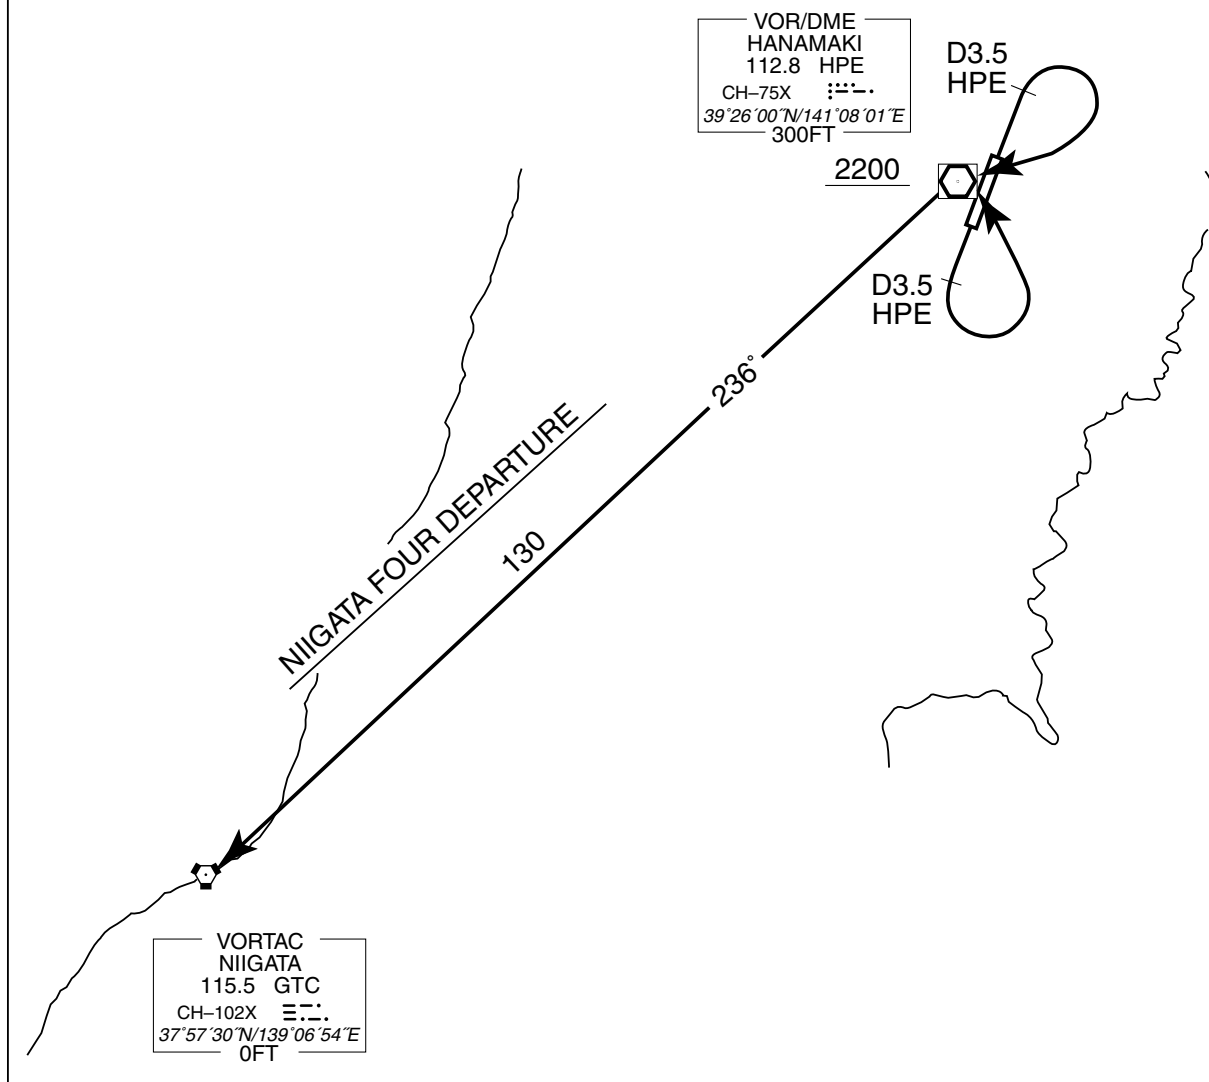 VOR/DME
HANAMAKI
112.8 HPE
CH–75X
39°26´00˝N/141°08´01˝E
300FT
D3.5
HPE
2200
D3.5
HPE
236°
NIIGATA FOUR DEPARTURE
130
VORTAC
NIIGATA
115.5 GTC
CH–102X
37°57´30˝N/139°06´54˝E
0FT